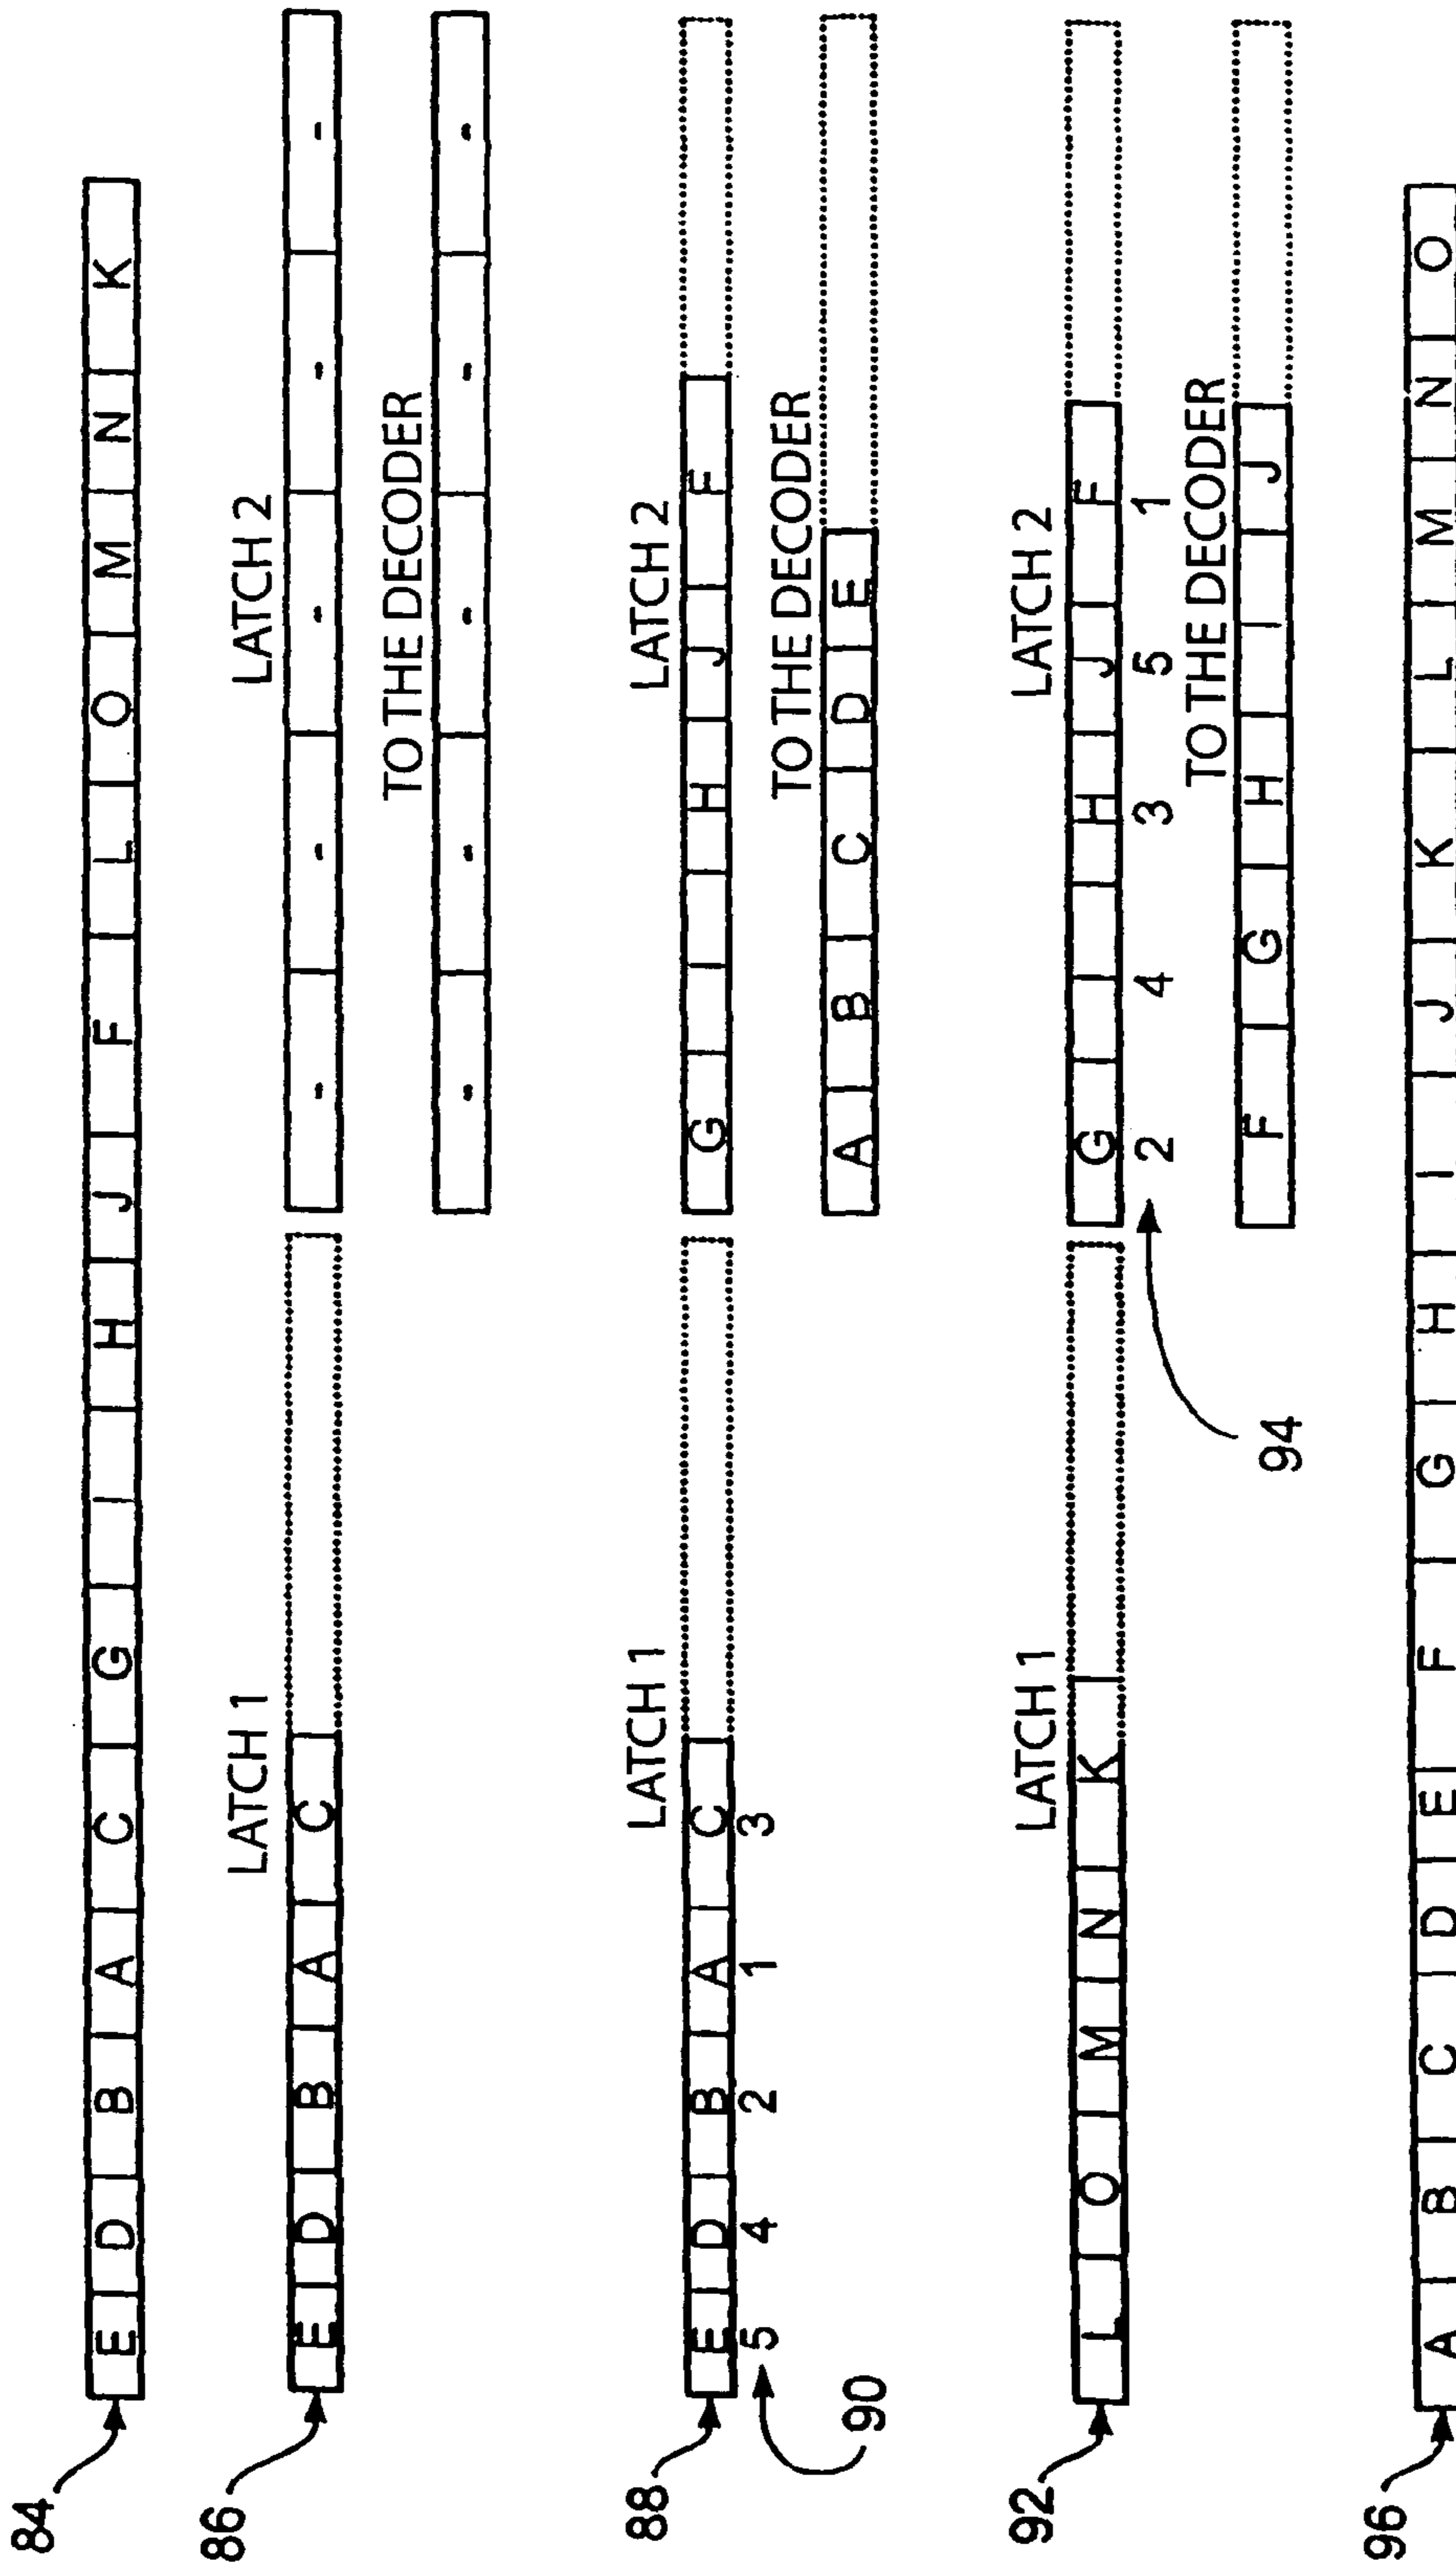 84 E D B A C G I H J F L O M N K
LATCH 1 LATCH 2
86 E D B A C - - - - -
TO THE DECODER
- - - - -
LATCH 1 LATCH 2
88 E D B A C G I H J F
5 4 2 1 3
TO THE DECODER
90 A B C D E
LATCH 1 LATCH 2
92 L O M N K G I H J F
2 4 3 5 1
TO THE DECODER
94 F G H I J
96 A B C D E F G H I J K L M N O